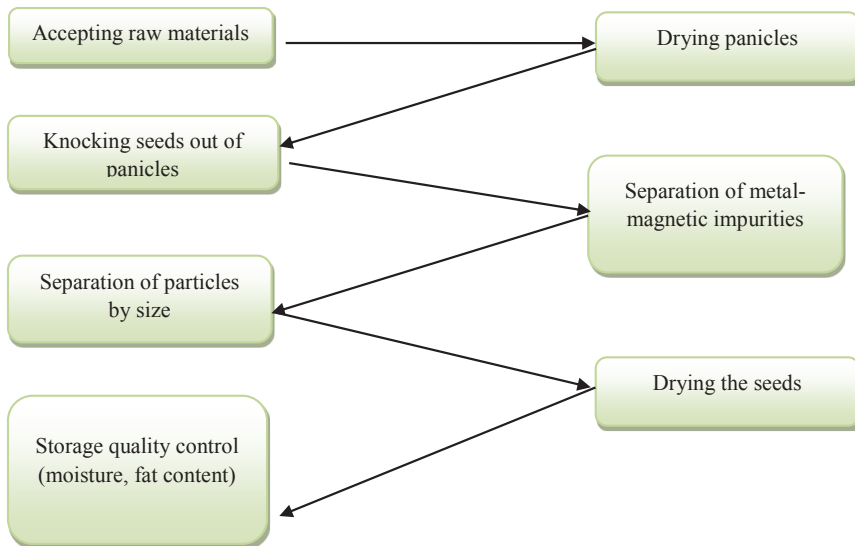 Accepting raw materials
Drying panicles
Knocking seeds out of
panicles
Separation of metal-
magnetic impurities
Separation of particles
by size
Drying the seeds
Storage quality control
(moisture, fat content)